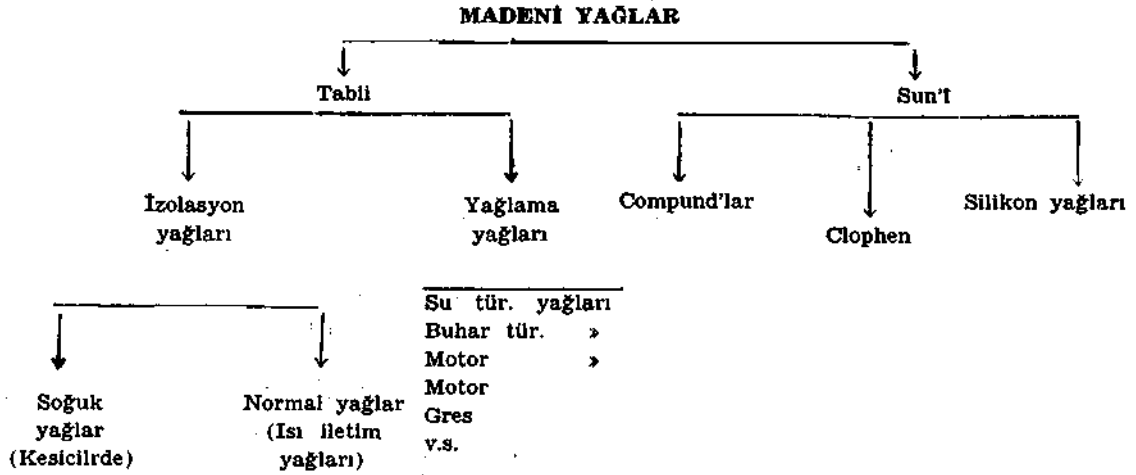 MADENİ YAĞLAR
Tabii
Sun'î
İzolasyon
yağları
Yağlama
yağları
Compund'lar
Clophen
Silikon yağları
Soğuk
yağlar
(Kesicilrde)
Normal yağlar
(Isı iletim
yağları)
Su tür. yağları
Buhar tür. »
Motor »
Motor
Gres
v.s.